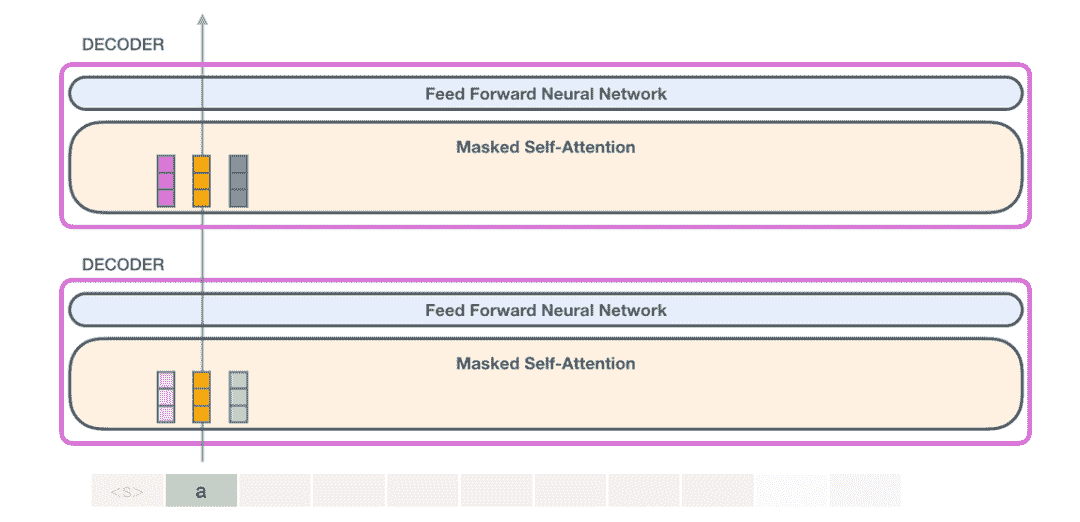 DECODER
Feed Forward Neural Network
Masked Self-Attention
DECODER
Feed Forward Neural Network
Masked Self-Attention
<S> a